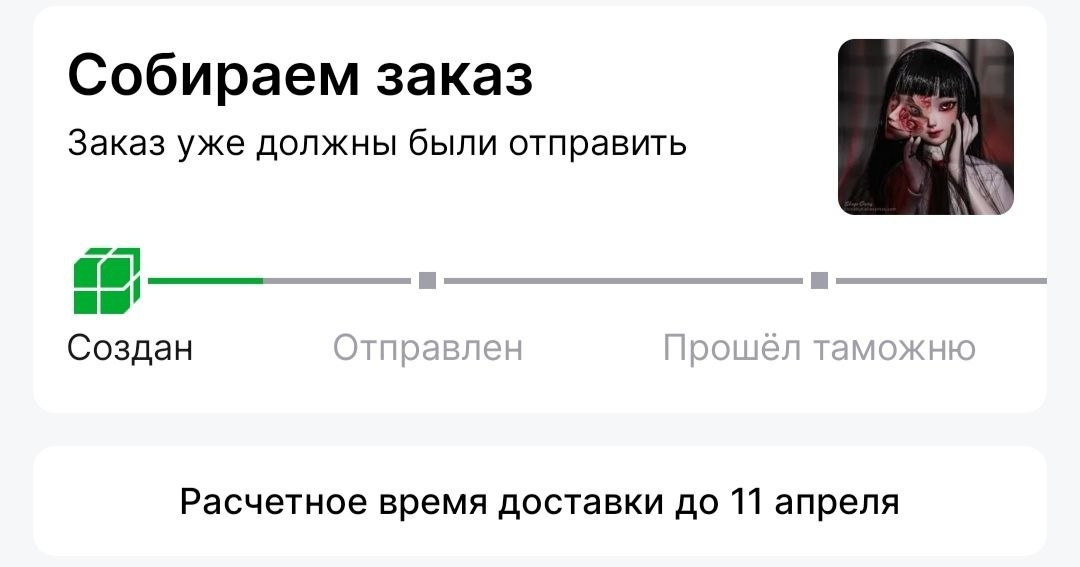 Собираем заказ
Заказ уже должны были отправить
Создан
Отправлен
Прошёл таможню
Расчетное время доставки до 11 апреля